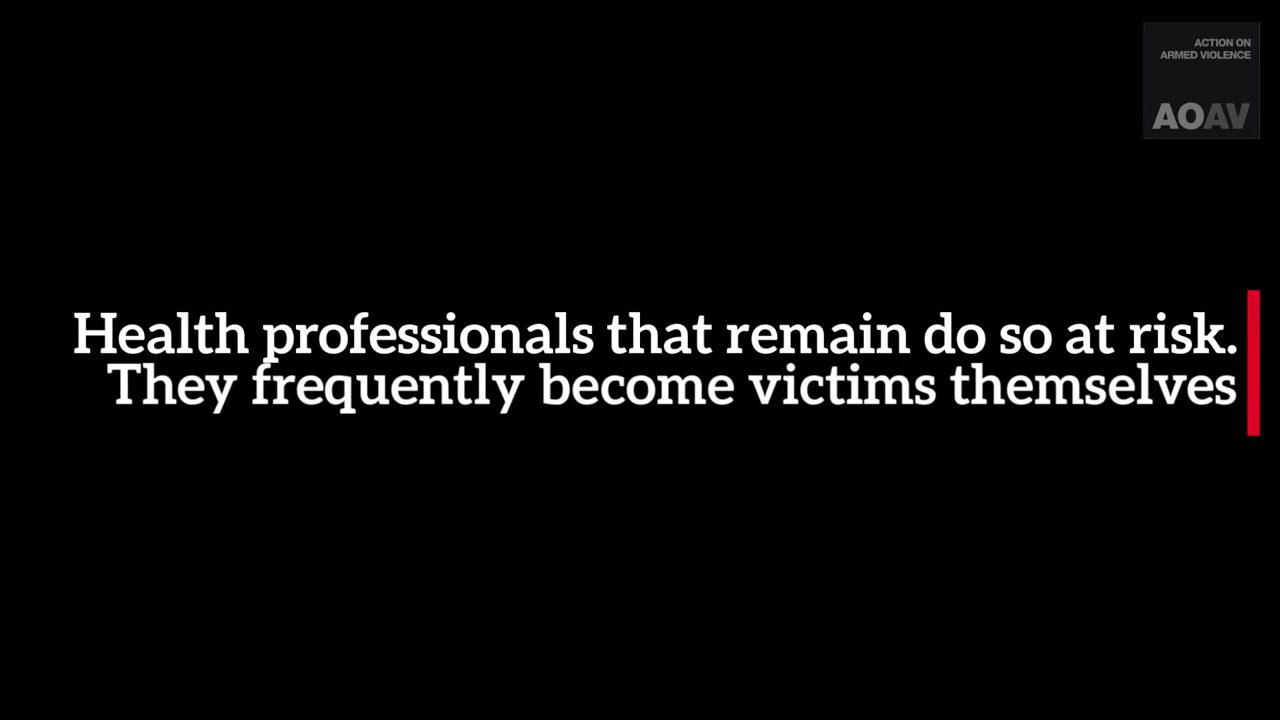 ACTION ON
ARMED VIOLENCE
AOAV
Health professionals that remain do so at risk.
They frequently become victims themselves